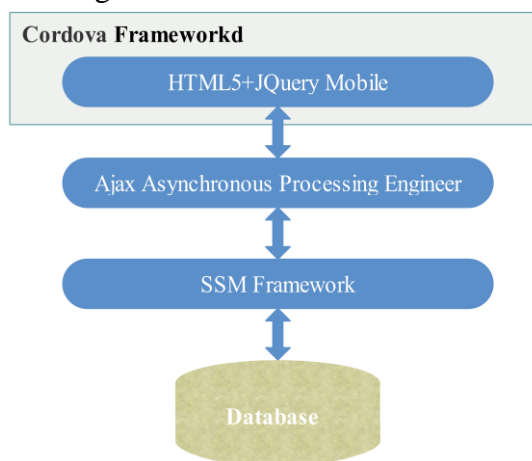 Cordova Frameworkd
HTML5+JQuery Mobile
Ajax Asynchronous Processing Engineer
SSM Framework
Database